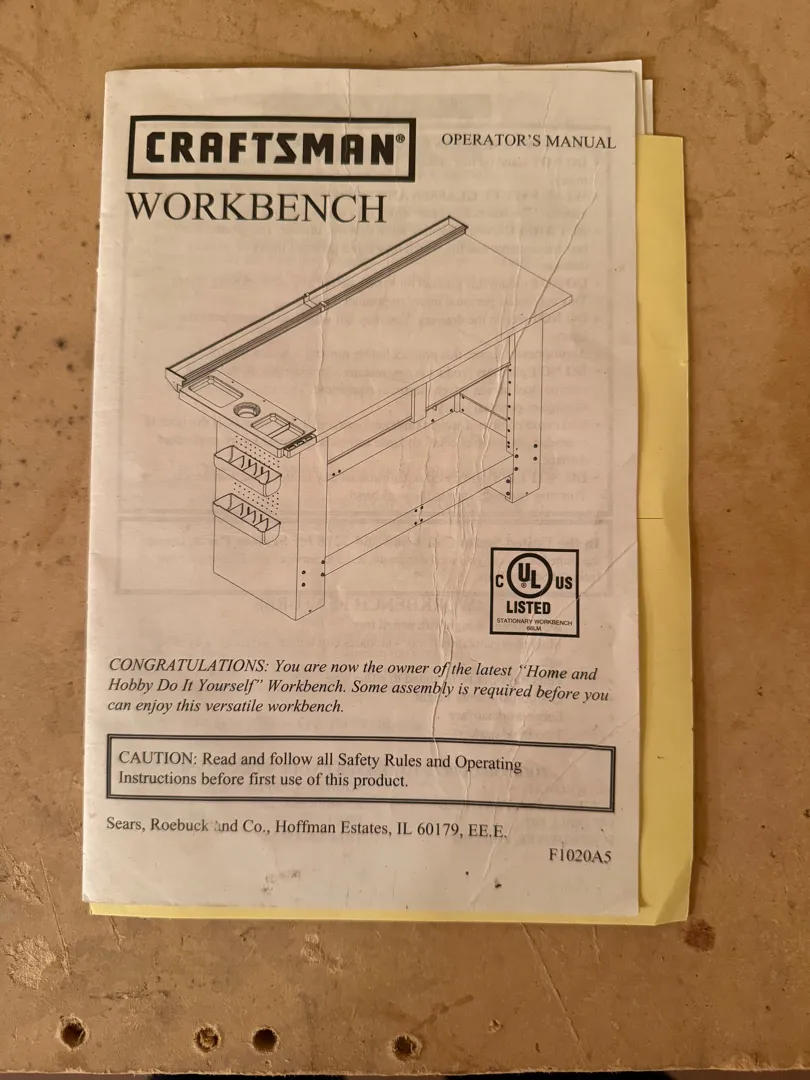 CRAFTSMAN®
OPERATOR'S MANUAL
WORKBENCH
C UL® US
LISTED
STATIONARY WORKBENCH
66LM
CONGRATULATIONS: You are now the owner of the latest "Home and
Hobby Do It Yourself" Workbench. Some assembly is required before you
can enjoy this versatile workbench.
CAUTION: Read and follow all Safety Rules and Operating
Instructions before first use of this product.
Sears, Roebuck and Co., Hoffman Estates, IL 60179, EE.E.
F1020A5